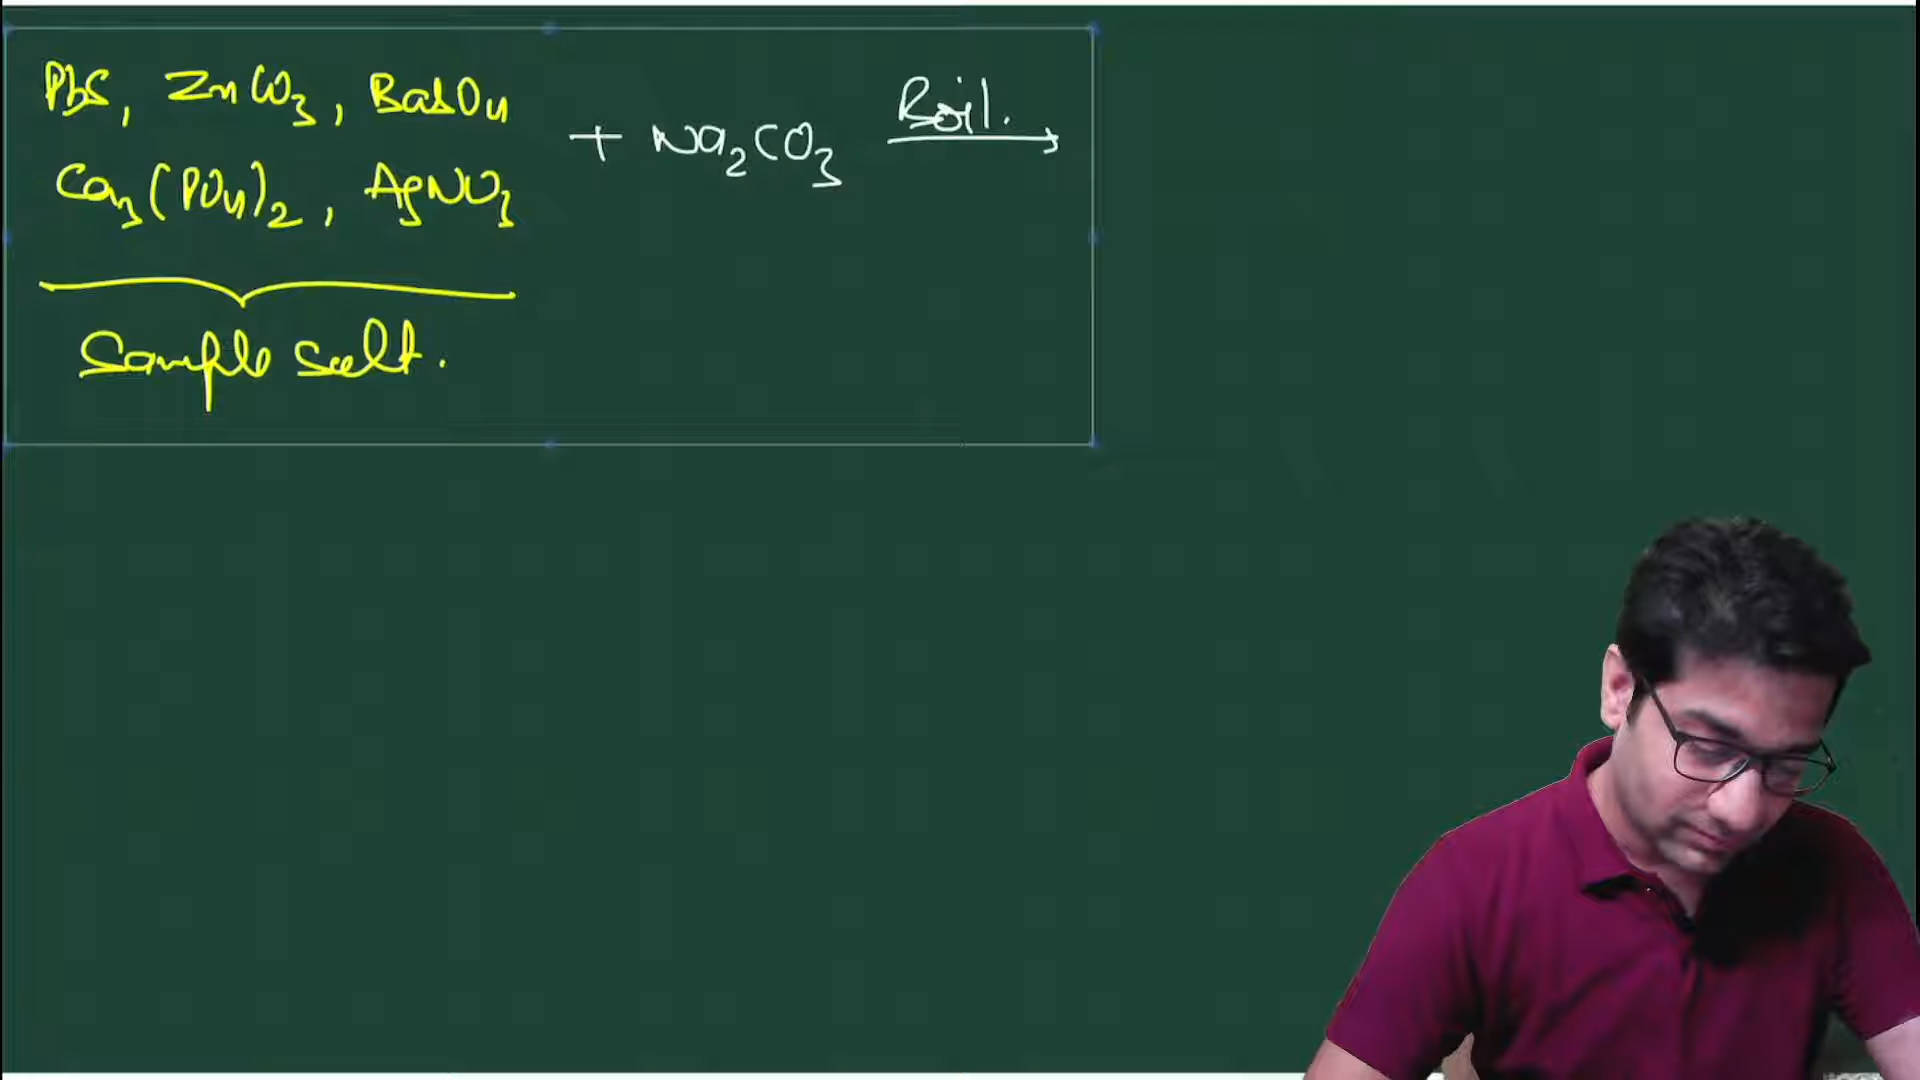 PbS, ZnCO3, BaSO4
+ Na2CO3 Boil. →
Ca3(PO4)2, AgNO3
Sample salt.